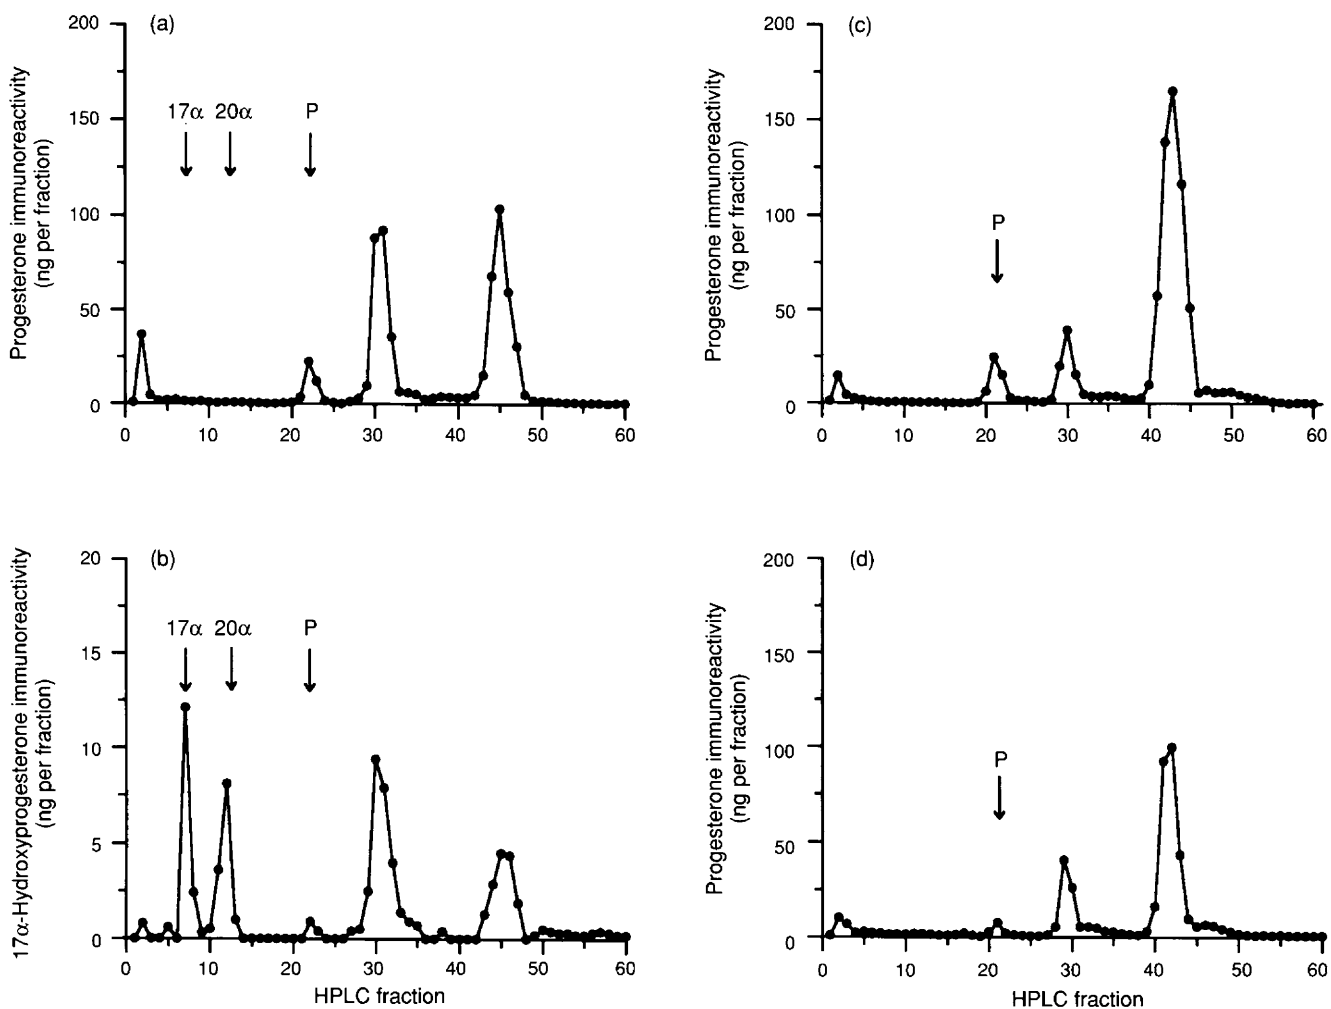 (a)
Progesterone immunoreactivity
(ng per fraction)
200
150
100
50
0
17α 20α P
0 10 20 30 40 50 60
(c)
Progesterone immunoreactivity
(ng per fraction)
200
150
100
50
0
P
0 10 20 30 40 50 60
(b)
17α-Hydroxyprogesterone immunoreactivity
(ng per fraction)
20
15
10
5
0
17α 20α P
0 10 20 30 40 50 60
HPLC fraction
(d)
Progesterone immunoreactivity
(ng per fraction)
200
150
100
50
0
P
0 10 20 30 40 50 60
HPLC fraction